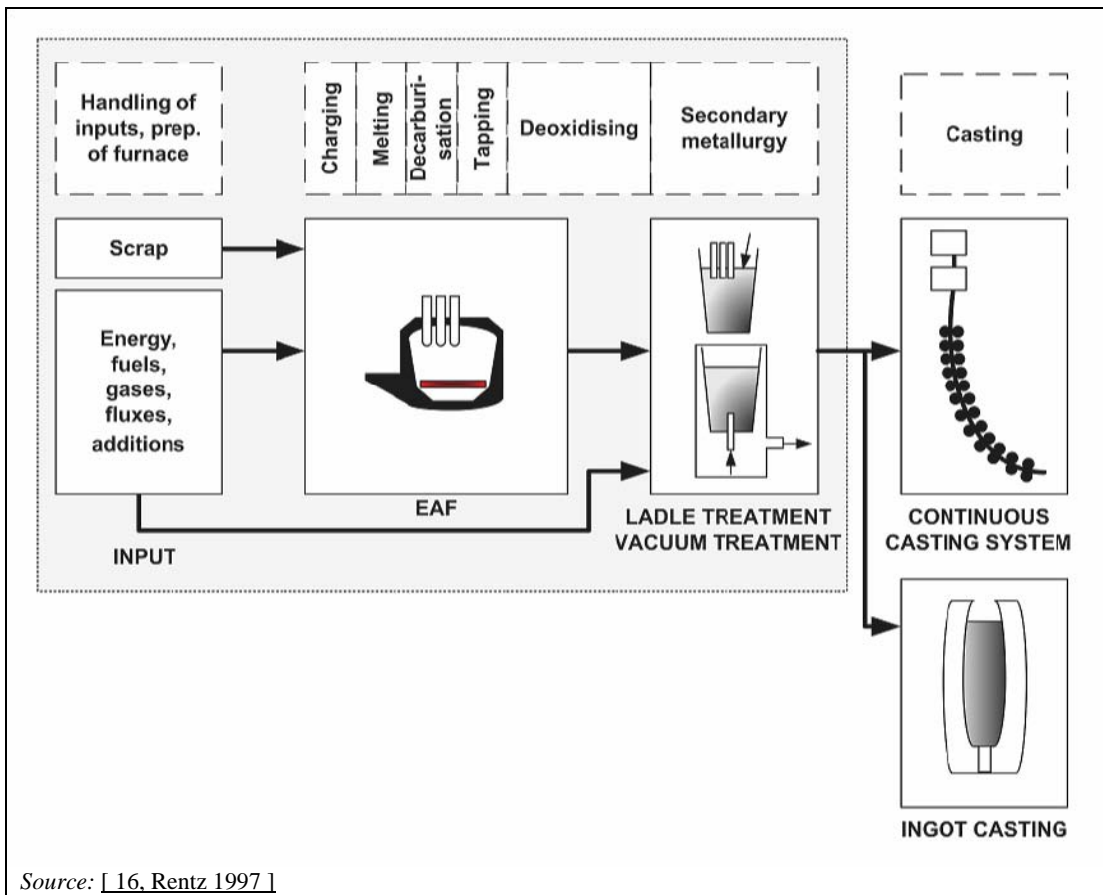 Handling of
inputs, prep.
of furnace
Charging
Melting
Decarburi-
sation
Tapping
Deoxidising
Secondary
metallurgy
Casting
Scrap
Energy,
fuels,
gases,
fluxes,
additions
INPUT
EAF
LADLE TREATMENT
VACUUM TREATMENT
CONTINUOUS
CASTING SYSTEM
INGOT CASTING
Source: [ 16, Rentz 1997 ]